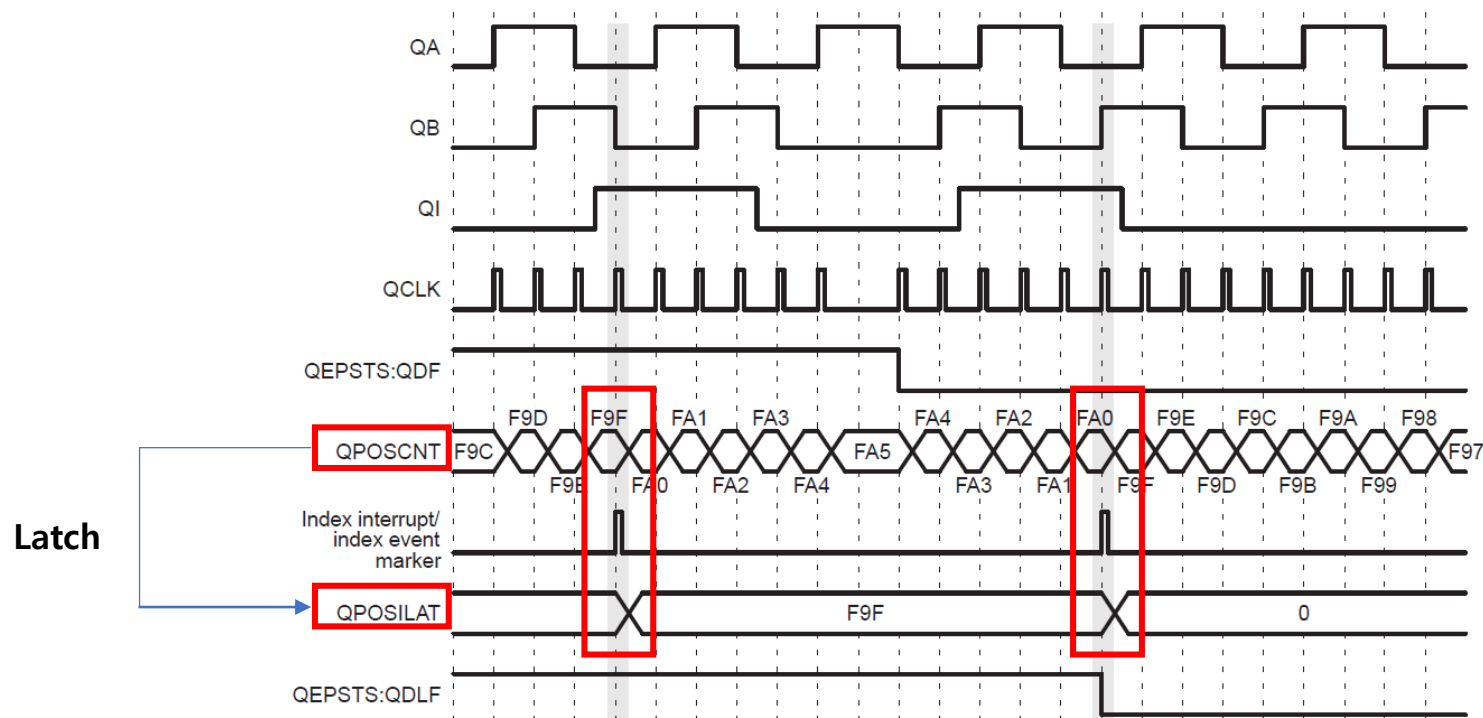 QA
QB
QI
QCLK
QEPSTS:QDF
F9D F9F FA1 FA3 FA4 FA2 FA0 F9E F9C F9A F98
QPOSCNT F9C FA5 F97
F9E FA0 FA2 FA4 FA3 FA1 F9F F9D F9B F99
Index interrupt/
index event
marker
Latch
QPOSILAT F9F 0
QEPSTS:QDLF